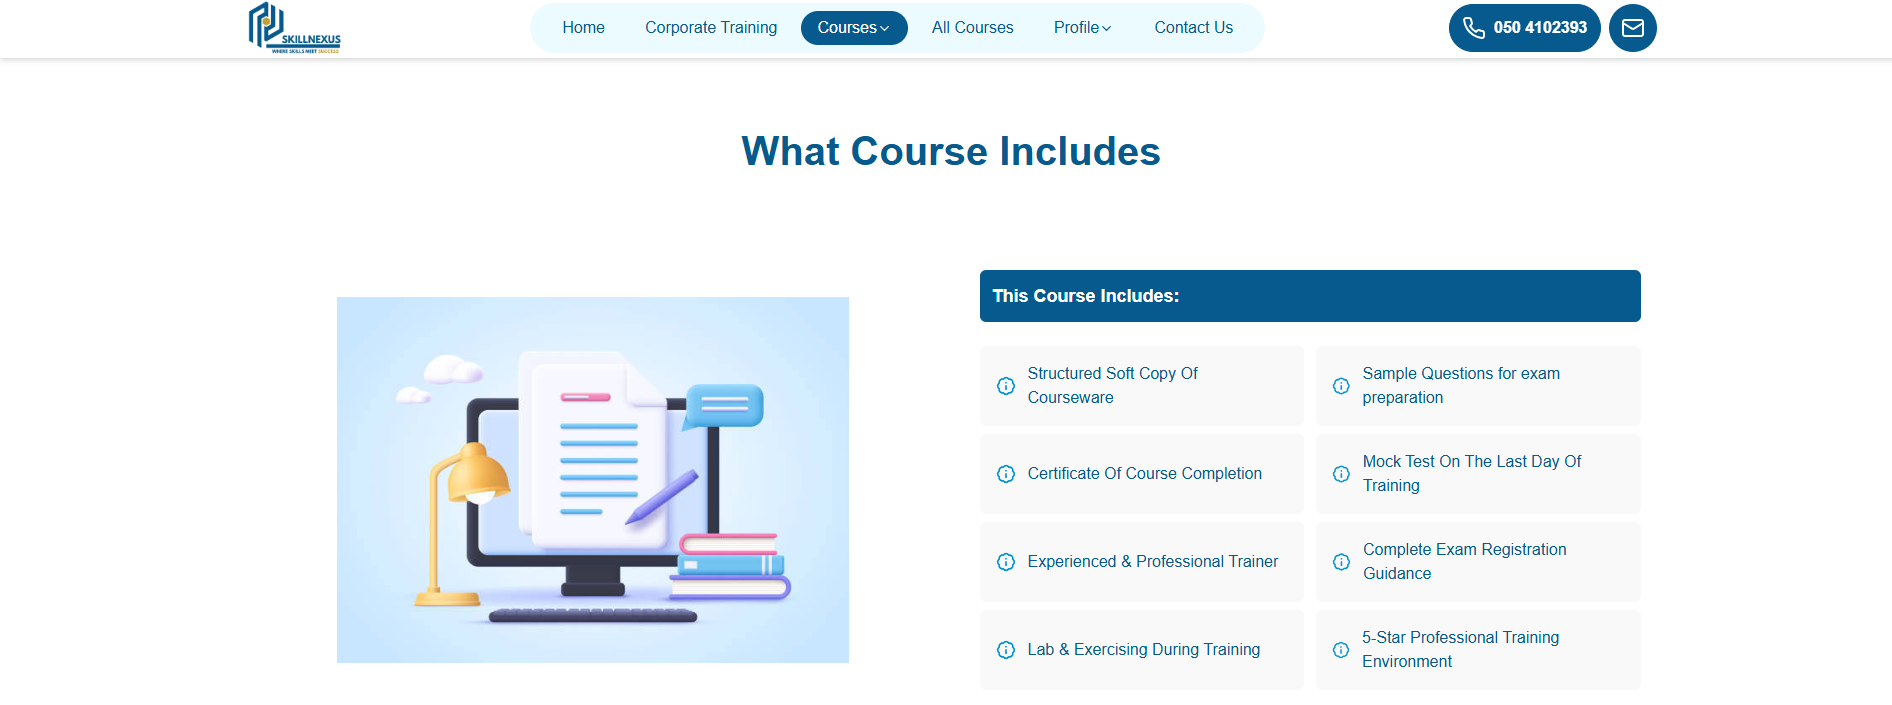 SKILLNEXUS
WHERE SKILLS MEET SUCCESS
Home
Corporate Training
Courses
All Courses
Profile
Contact Us
050 4102393
What Course Includes
This Course Includes:
Structured Soft Copy Of
Courseware
Sample Questions for exam
preparation
Certificate Of Course Completion
Mock Test On The Last Day Of
Training
Experienced & Professional Trainer
Complete Exam Registration
Guidance
Lab & Exercising During Training
5-Star Professional Training
Environment